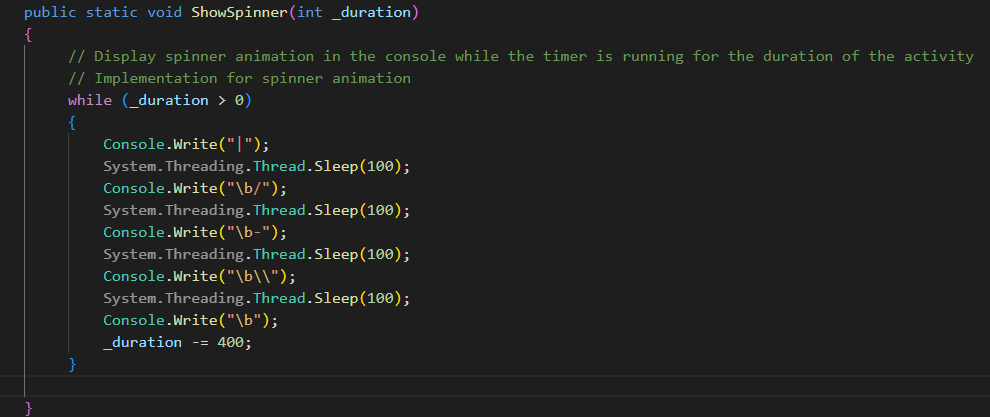 public static void ShowSpinner(int _duration)
{
// Display spinner animation in the console while the timer is running for the duration of the activity
// Implementation for spinner animation
while (_duration > 0)
{
Console.Write("|");
System.Threading.Thread.Sleep(100);
Console.Write("\b/");
System.Threading.Thread.Sleep(100);
Console.Write("\b-");
System.Threading.Thread.Sleep(100);
Console.Write("\b\\");
System.Threading.Thread.Sleep(100);
Console.Write("\b");
_duration -= 400;
}
}